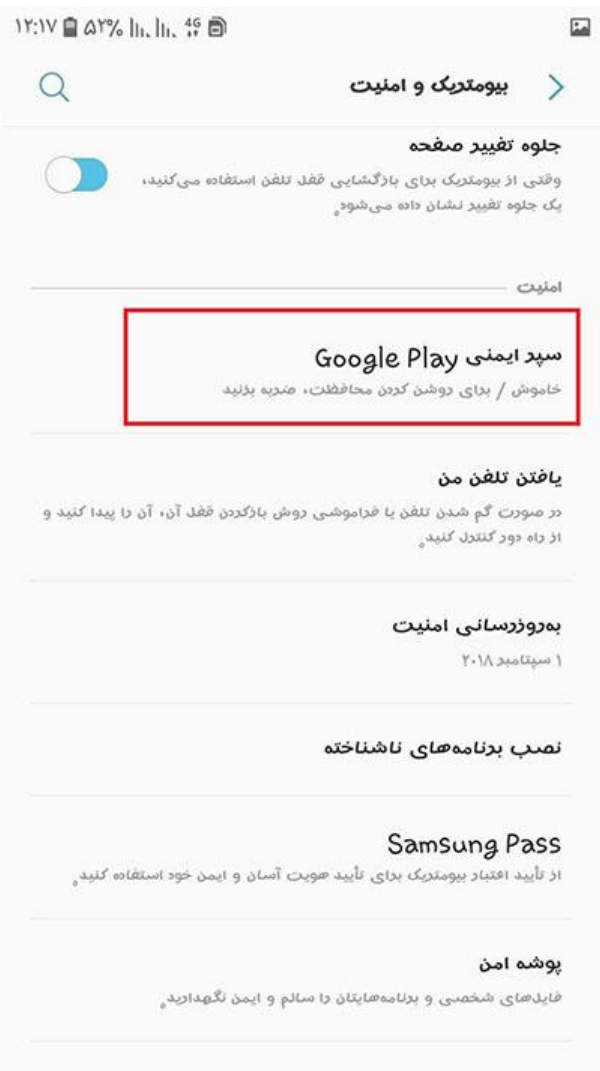 ۱۲:۱۷ ۵۲% 4G
بیومتریک و امنیت
جلوه تغییر صفحه
وقتی از بیومتریک برای بازگشایی قفل تلفن استفاده می‌کنید،
یک جلوه تغییر نشان داده می‌شود.
امنیت
سپر ایمنی Google Play
خاموش / برای روشن کردن محافظت، ضربه بزنید
یافتن تلفن من
در صورت گم شدن تلفن یا فراموشی روش بازکردن قفل آن، آن را پیدا کنید و
از راه دور کنترل کنید.
به‌روزرسانی امنیت
۱ سپتامبر ۲۰۱۸
نصب برنامه‌های ناشناخته
Samsung Pass
از تأیید اعتبار بیومتریک برای تأیید هویت آسان و ایمن خود استفاده کنید.
پوشه امن
فایل‌های شخصی و برنامه‌هایتان را سالم و ایمن نگهدارید.